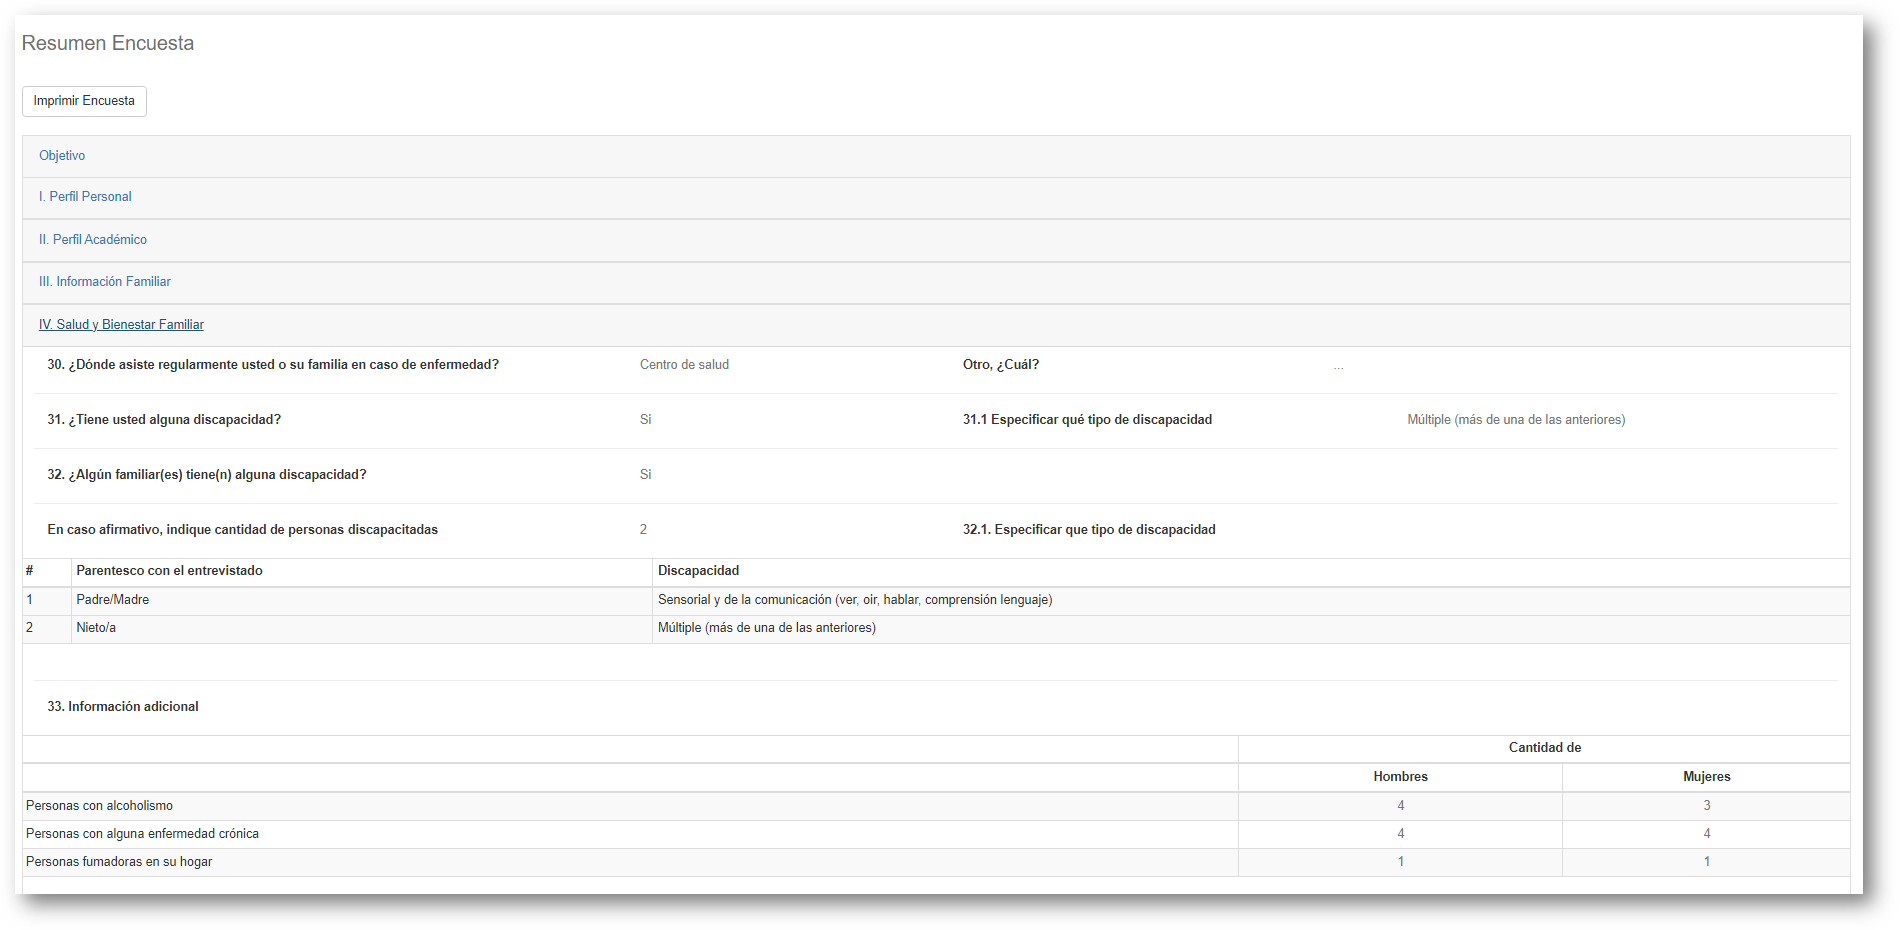 Resumen Encuesta
Imprimir Encuesta
Objetivo
I. Perfil Personal
II. Perfil Académico
III. Información Familiar
IV. Salud y Bienestar Familiar
30. ¿Dónde asiste regularmente usted o su familia en caso de enfermedad? Centro de salud Otro, ¿Cuál? ...
31. ¿Tiene usted alguna discapacidad? Si 31.1 Especificar qué tipo de discapacidad Múltiple (más de una de las anteriores)
32. ¿Algún familiar(es) tiene(n) alguna discapacidad? Si
En caso afirmativo, indique cantidad de personas discapacitadas 2 32.1. Especificar que tipo de discapacidad
# Parentesco con el entrevistado Discapacidad
1 Padre/Madre Sensorial y de la comunicación (ver, oir, hablar, comprensión lenguaje)
2 Nieto/a Múltiple (más de una de las anteriores)
33. Información adicional
Cantidad de
Hombres Mujeres
Personas con alcoholismo 4 3
Personas con alguna enfermedad crónica 4 4
Personas fumadoras en su hogar 1 1